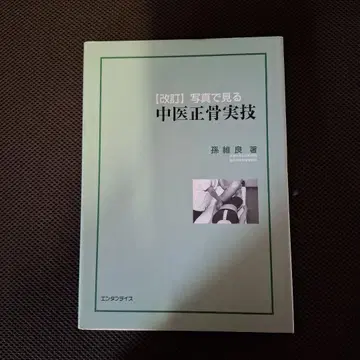 【改訂】写真で見る
中医正骨実技
孫 維 良 著
エンタプライズ